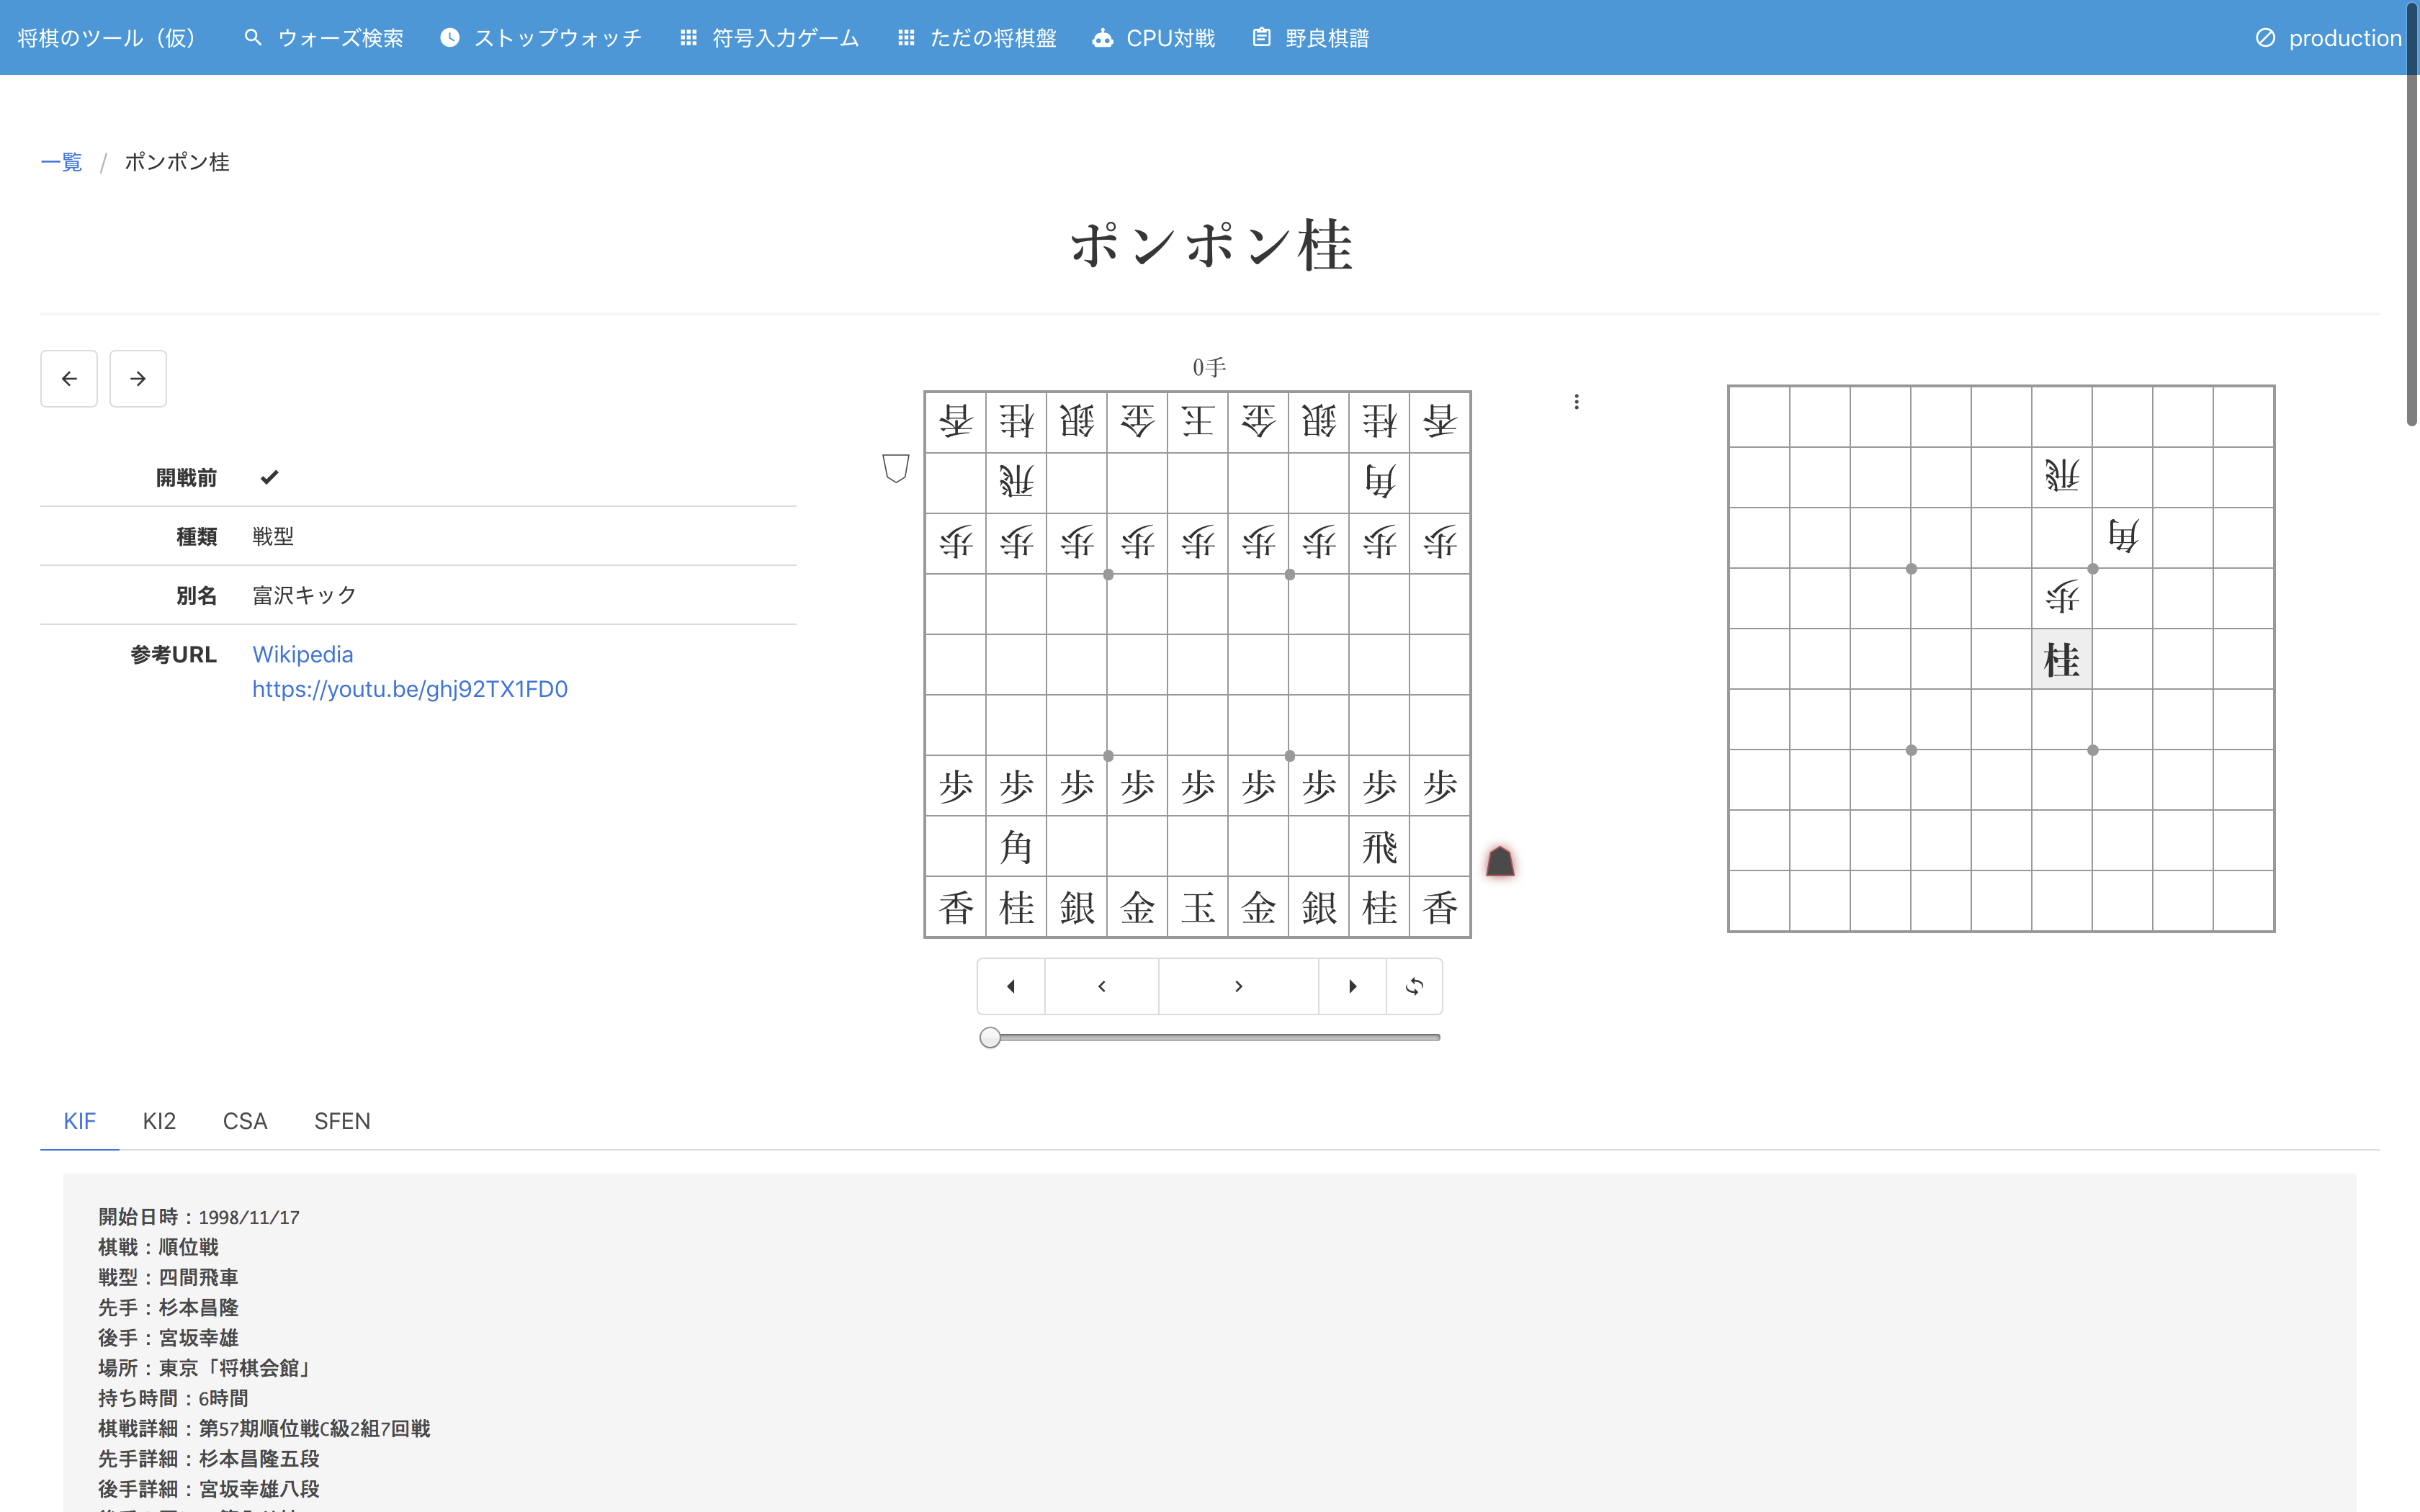 将棋のツール（仮） ウォーズ検索 ストップウォッチ 符号入力ゲーム ただの将棋盤 CPU対戦 野良棋譜 production
一覧 / ポンポン桂
ポンポン桂
開戦前
種類 戦型
別名 富沢キック
参考URL Wikipedia
https://youtu.be/ghj92TX1FD0
0手
香桂銀金王金銀桂香
飛角
歩歩歩歩歩歩歩歩歩
歩歩歩歩歩歩歩歩歩
角飛
香桂銀金玉金銀桂香
飛
角
歩
桂
KIF KI2 CSA SFEN
開始日時：1998/11/17
棋戦：順位戦
戦型：四間飛車
先手：杉本昌隆
後手：宮坂幸雄
場所：東京「将棋会館」
持ち時間：6時間
棋戦詳細：第57期順位戦C級2組7回戦
先手詳細：杉本昌隆五段
後手詳細：宮坂幸雄八段